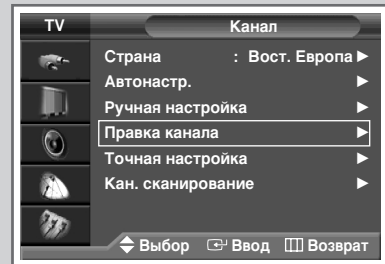 TV Канал
Страна : Вост. Европа
Автонастр.
Ручная настройка
Правка канала
Точная настройка
Кан. сканирование
Выбор Ввод Возврат